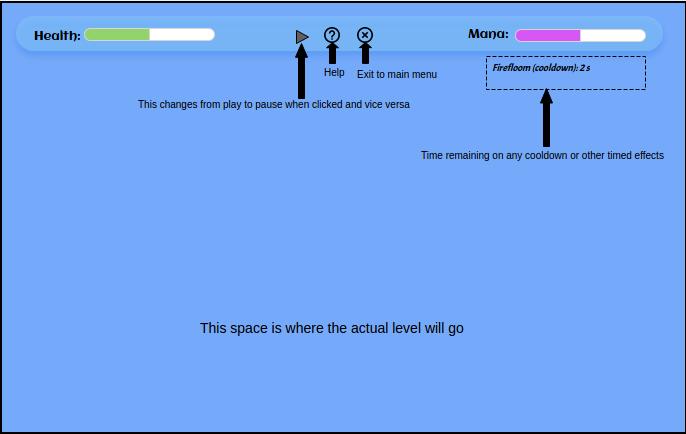 Health:
Mana:
Firefloom (cooldown): 2 s
Help
Exit to main menu
This changes from play to pause when clicked and vice versa
Time remaining on any cooldown or other timed effects
This space is where the actual level will go